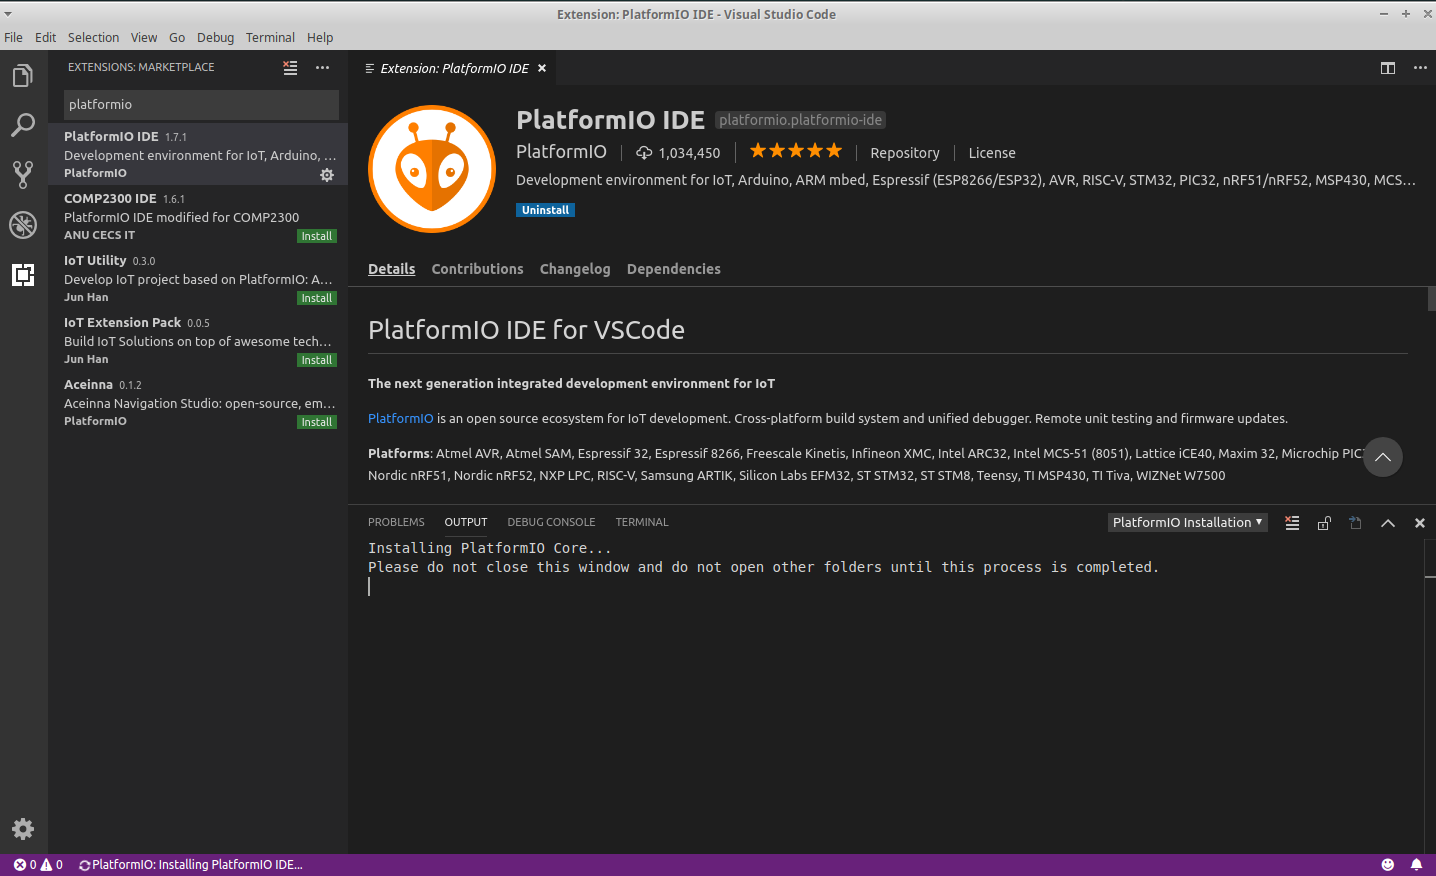 Extension: PlatformIO IDE - Visual Studio Code
File Edit Selection View Go Debug Terminal Help
EXTENSIONS: MARKETPLACE
platformio
PlatformIO IDE 1.7.1
Development environment for IoT, Arduino, ...
PlatformIO
COMP2300 IDE 1.6.1
PlatformIO IDE modified for COMP2300
ANU CECS IT Install
IoT Utility 0.3.0
Develop IoT project based on PlatformIO: A...
Jun Han Install
IoT Extension Pack 0.0.5
Build IoT Solutions on top of awesome tech...
Jun Han Install
Aceinna 0.1.2
Aceinna Navigation Studio: open-source, em...
PlatformIO Install
Extension: PlatformIO IDE
PlatformIO IDE platformio.platformio-ide
PlatformIO 1,034,450 Repository License
Development environment for IoT, Arduino, ARM mbed, Espressif (ESP8266/ESP32), AVR, RISC-V, STM32, PIC32, nRF51/nRF52, MSP430, MCS...
Uninstall
Details Contributions Changelog Dependencies
PlatformIO IDE for VSCode
The next generation integrated development environment for IoT
PlatformIO is an open source ecosystem for IoT development. Cross-platform build system and unified debugger. Remote unit testing and firmware updates.
Platforms: Atmel AVR, Atmel SAM, Espressif 32, Espressif 8266, Freescale Kinetis, Infineon XMC, Intel ARC32, Intel MCS-51 (8051), Lattice iCE40, Maxim 32, Microchip
Nordic nRF51, Nordic nRF52, NXP LPC, RISC-V, Samsung ARTIK, Silicon Labs EFM32, ST STM32, ST STM8, Teensy, TI MSP430, TI Tiva, WIZNet W7500
PROBLEMS OUTPUT DEBUG CONSOLE TERMINAL PlatformIO Installation
Installing PlatformIO Core...
Please do not close this window and do not open other folders until this process is completed.
0 0 PlatformIO: Installing PlatformIO IDE...